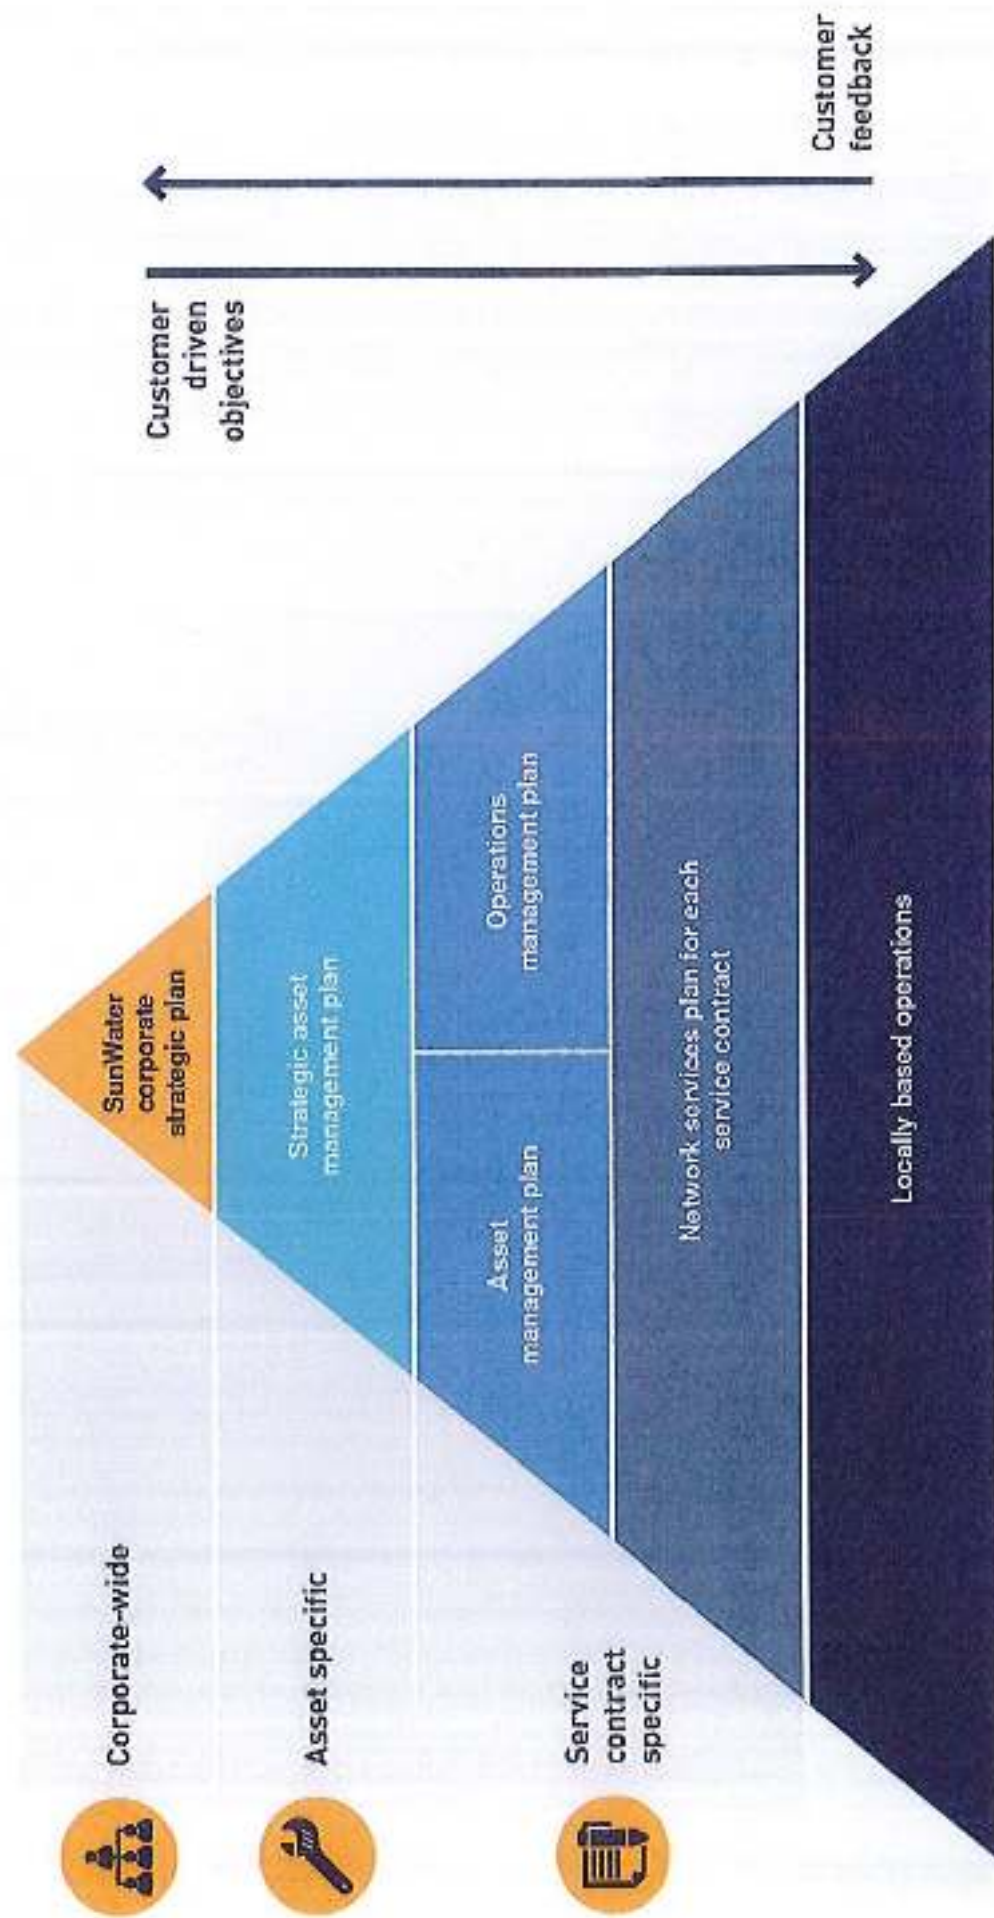 Corporate-wide
Asset specific
Service
contract
specific
SunWater
corporate
strategic plan
Strategic asset
management plan
Asset
management plan
Operations
management plan
Network services plan for each
service contract
Locally based operations
Customer
driven
objectives
Customer
feedback